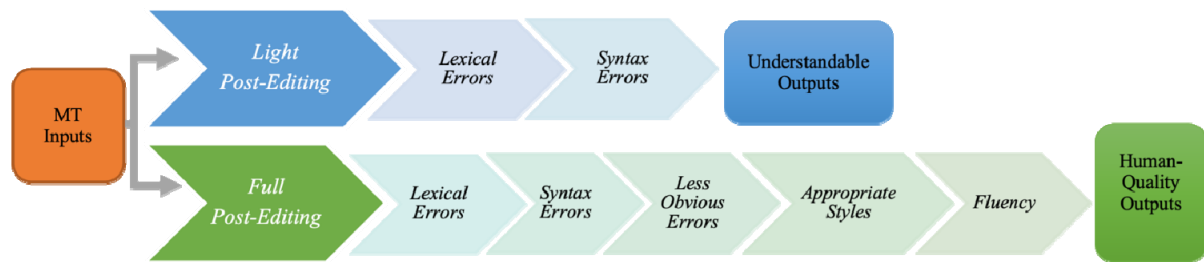 MT
Inputs
Light
Post-Editing
Lexical
Errors
Syntax
Errors
Understandable
Outputs
Full
Post-Editing
Lexical
Errors
Syntax
Errors
Less
Obvious
Errors
Appropriate
Styles
Fluency
Human-
Quality
Outputs